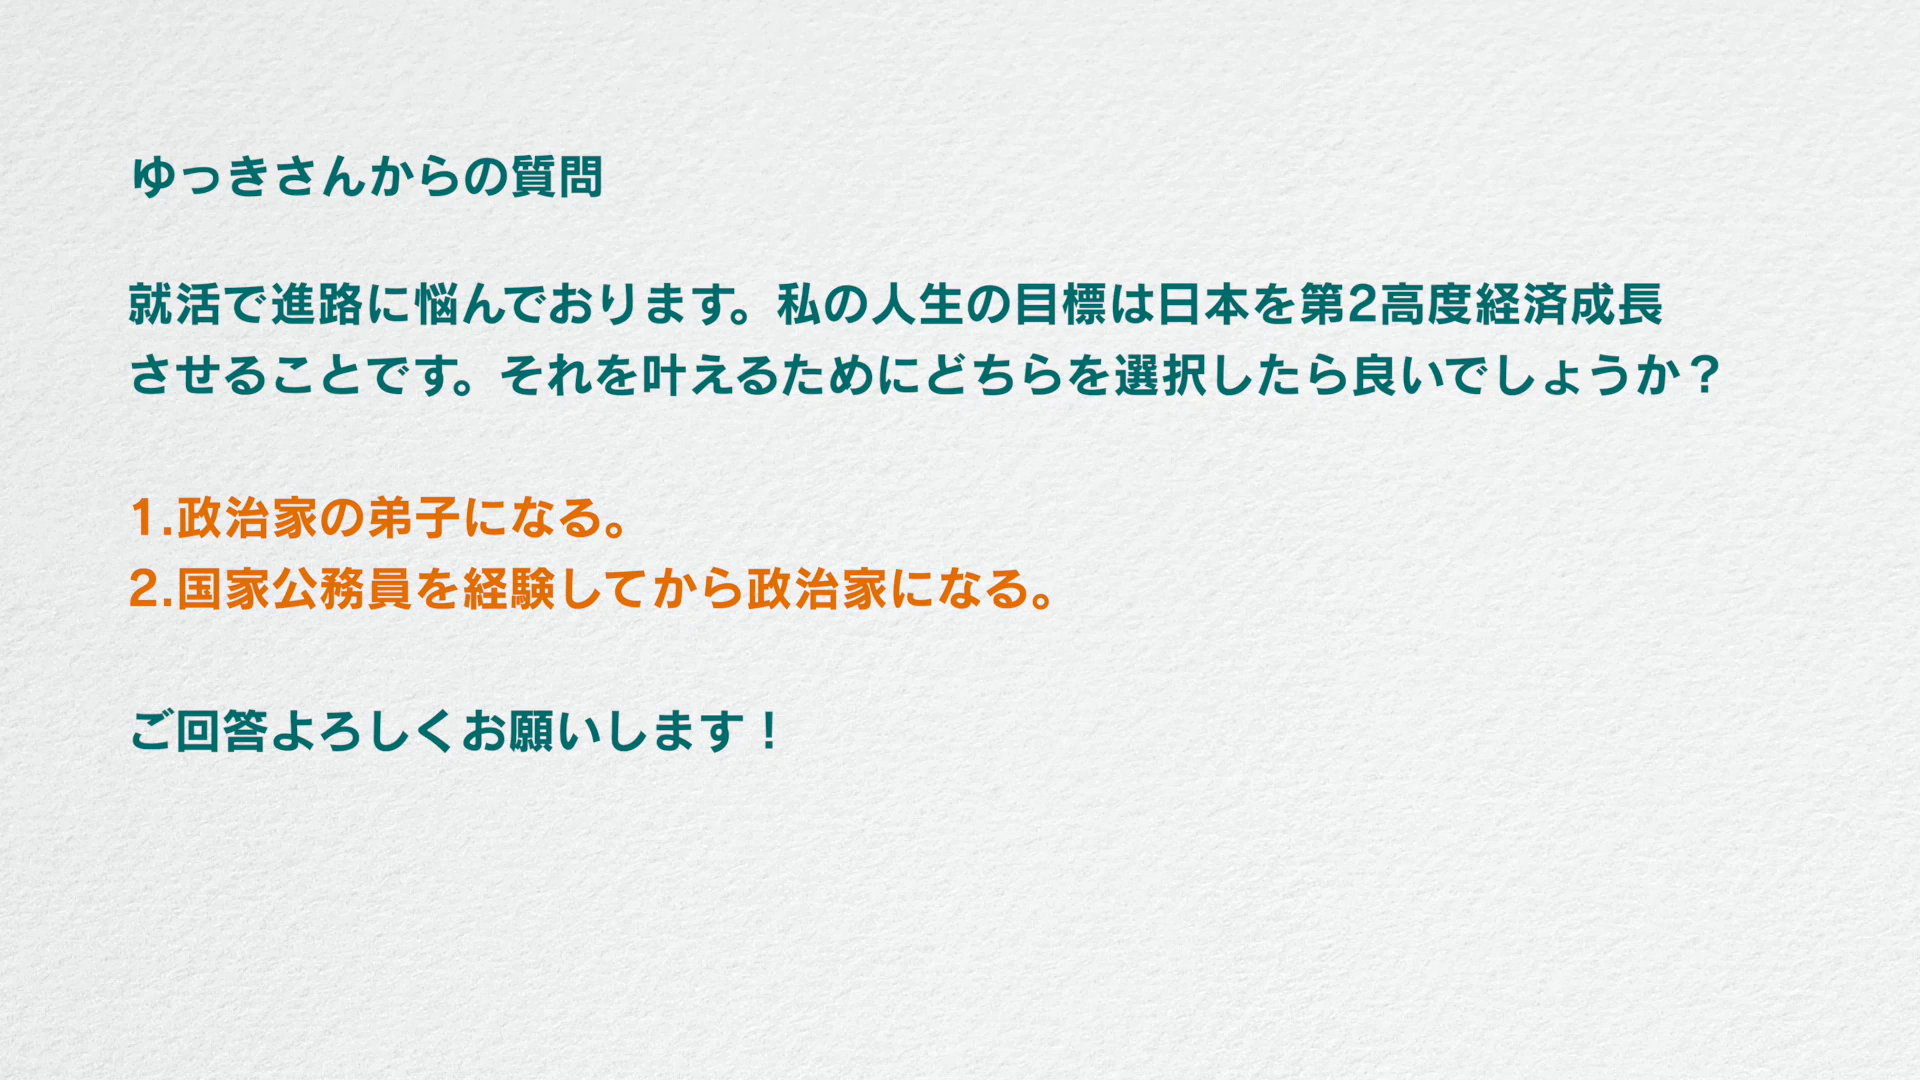 ゆっきさんからの質問
就活で進路に悩んでおります。私の人生の目標は日本を第2高度経済成長
させることです。それを叶えるためにどちらを選択したら良いでしょうか？
1.政治家の弟子になる。
2.国家公務員を経験してから政治家になる。
ご回答よろしくお願いします！